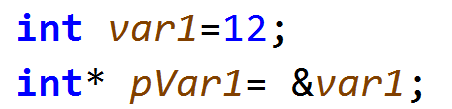 int var1=12;
int* pVar1= &var1;